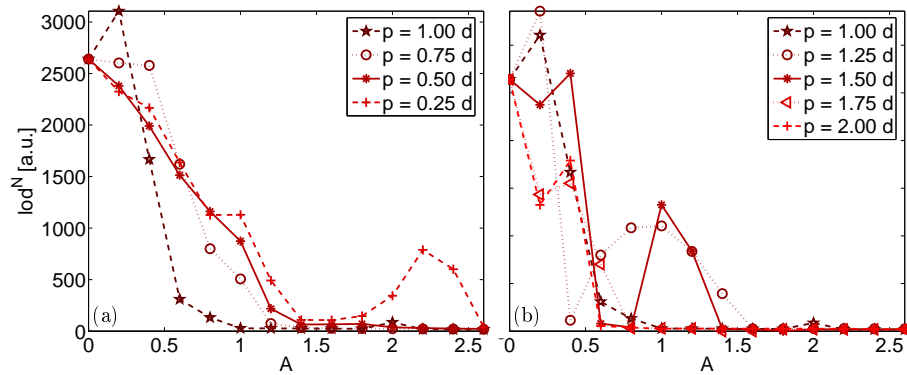 3000
2500
2000
1500
1000
500
0
Iod^N [a.u.]
p = 1.00 d
p = 0.75 d
p = 0.50 d
p = 0.25 d
(a)
0 0.5 1 1.5 2 2.5
A
p = 1.00 d
p = 1.25 d
p = 1.50 d
p = 1.75 d
p = 2.00 d
(b)
0 0.5 1 1.5 2 2.5
A